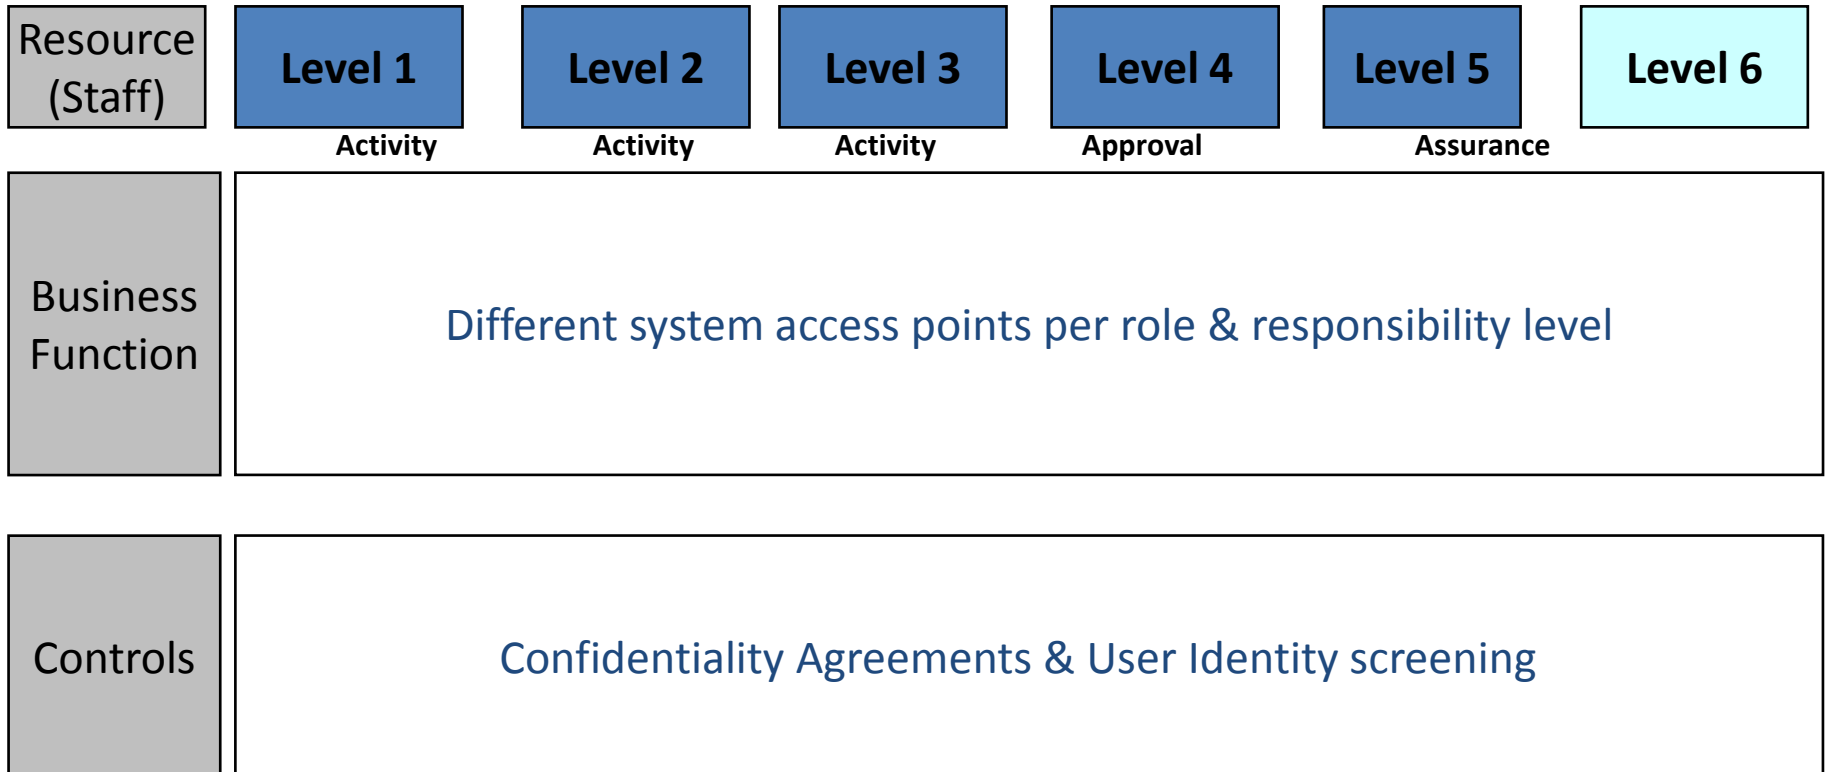 Resource
(Staff)
Level 1
Level 2
Level 3
Level 4
Level 5
Level 6
Activity
Activity
Activity
Approval
Assurance
Business
Function
Different system access points per role & responsibility level
Controls
Confidentiality Agreements & User Identity screening